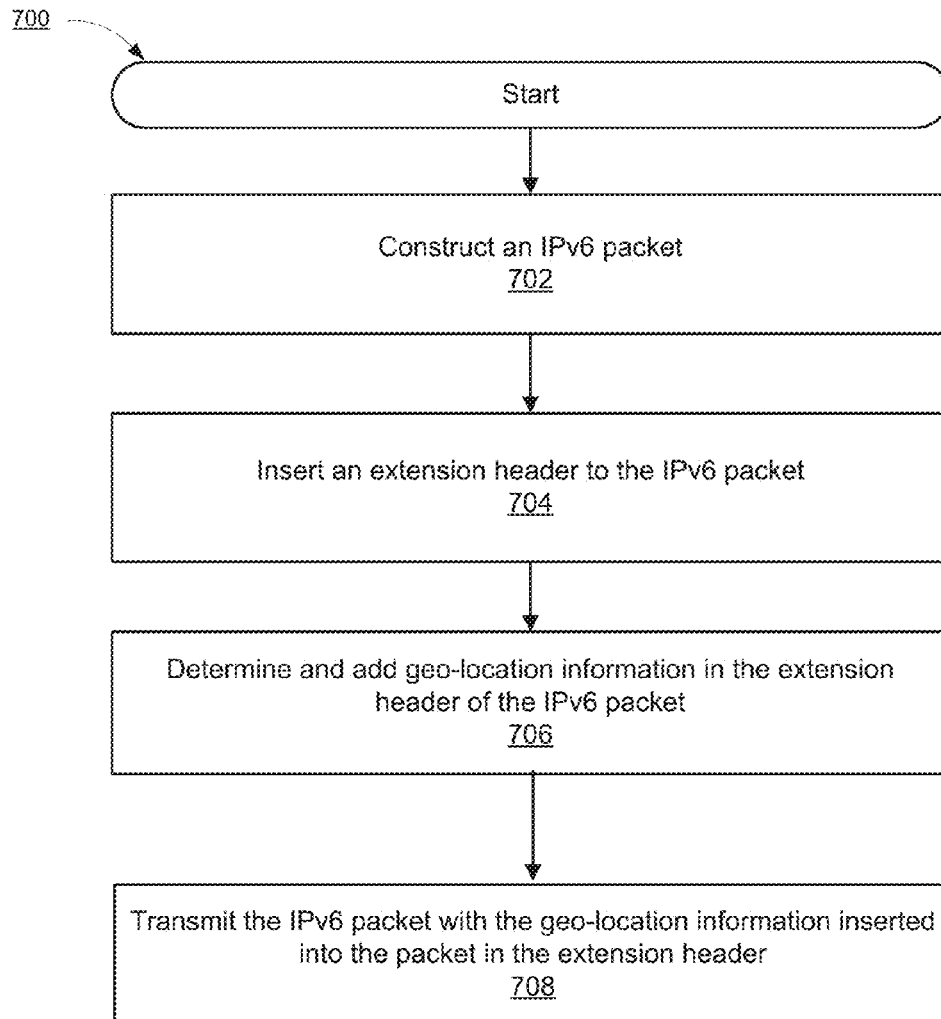 700
Start
Construct an IPv6 packet
702
Insert an extension header to the IPv6 packet
704
Determine and add geo-location information in the extension
header of the IPv6 packet
706
Transmit the IPv6 packet with the geo-location information inserted
into the packet in the extension header
708